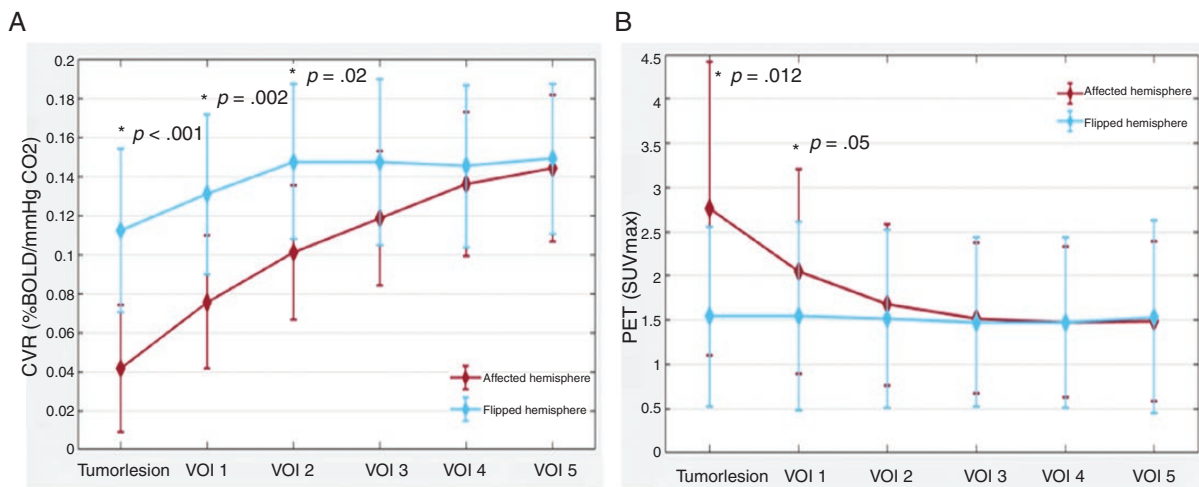 A
CVR (%BOLD/mmHg CO2)
0.2
0.18
0.16
0.14
0.12
0.1
0.08
0.06
0.04
0.02
0
* p < .001
* p = .002
* p = .02
Affected hemisphere
Flipped hemisphere
Tumorlesion VOI 1 VOI 2 VOI 3 VOI 4 VOI 5
B
PET (SUVmax)
4.5
4
3.5
3
2.5
2
1.5
1
0.5
0
* p = .012
* p = .05
Affected hemisphere
Flipped hemisphere
Tumorlesion VOI 1 VOI 2 VOI 3 VOI 4 VOI 5